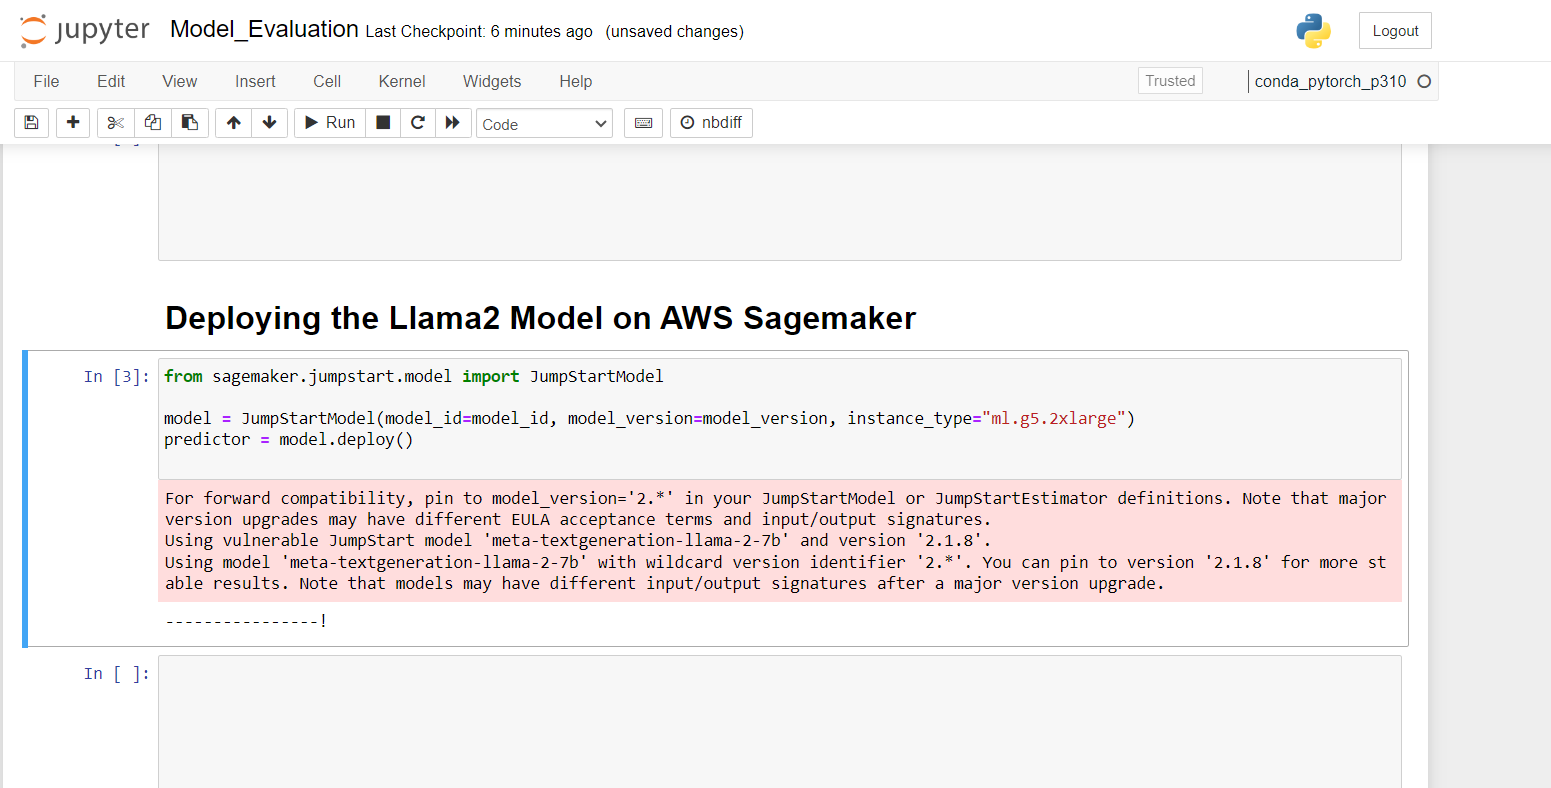 jupyter Model_Evaluation Last Checkpoint: 6 minutes ago (unsaved changes) Logout
File Edit View Insert Cell Kernel Widgets Help Trusted conda_pytorch_p310
Run Code nbdiff
Deploying the Llama2 Model on AWS Sagemaker
In [3]: from sagemaker.jumpstart.model import JumpStartModel
model = JumpStartModel(model_id=model_id, model_version=model_version, instance_type="ml.g5.2xlarge")
predictor = model.deploy()
For forward compatibility, pin to model_version='2.*' in your JumpStartModel or JumpStartEstimator definitions. Note that major
version upgrades may have different EULA acceptance terms and input/output signatures.
Using vulnerable JumpStart model 'meta-textgeneration-llama-2-7b' and version '2.1.8'.
Using model 'meta-textgeneration-llama-2-7b' with wildcard version identifier '2.*'. You can pin to version '2.1.8' for more st
able results. Note that models may have different input/output signatures after a major version upgrade.
----------------!
In [ ]: